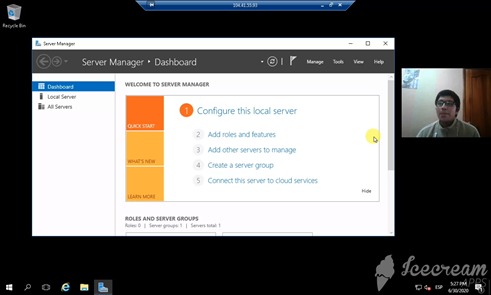 104.41.55.93
Recycle Bin
Server Manager
Server Manager · Dashboard
Manage Tools View Help
Dashboard
Local Server
All Servers
WELCOME TO SERVER MANAGER
QUICK START
WHAT'S NEW
LEARN MORE
1 Configure this local server
2 Add roles and features
3 Add other servers to manage
4 Create a server group
5 Connect this server to cloud services
Hide
ROLES AND SERVER GROUPS
Roles: 0 | Server groups: 1 | Servers total: 1
Icecream
APPS
ESP
5:27 PM
6/30/2020